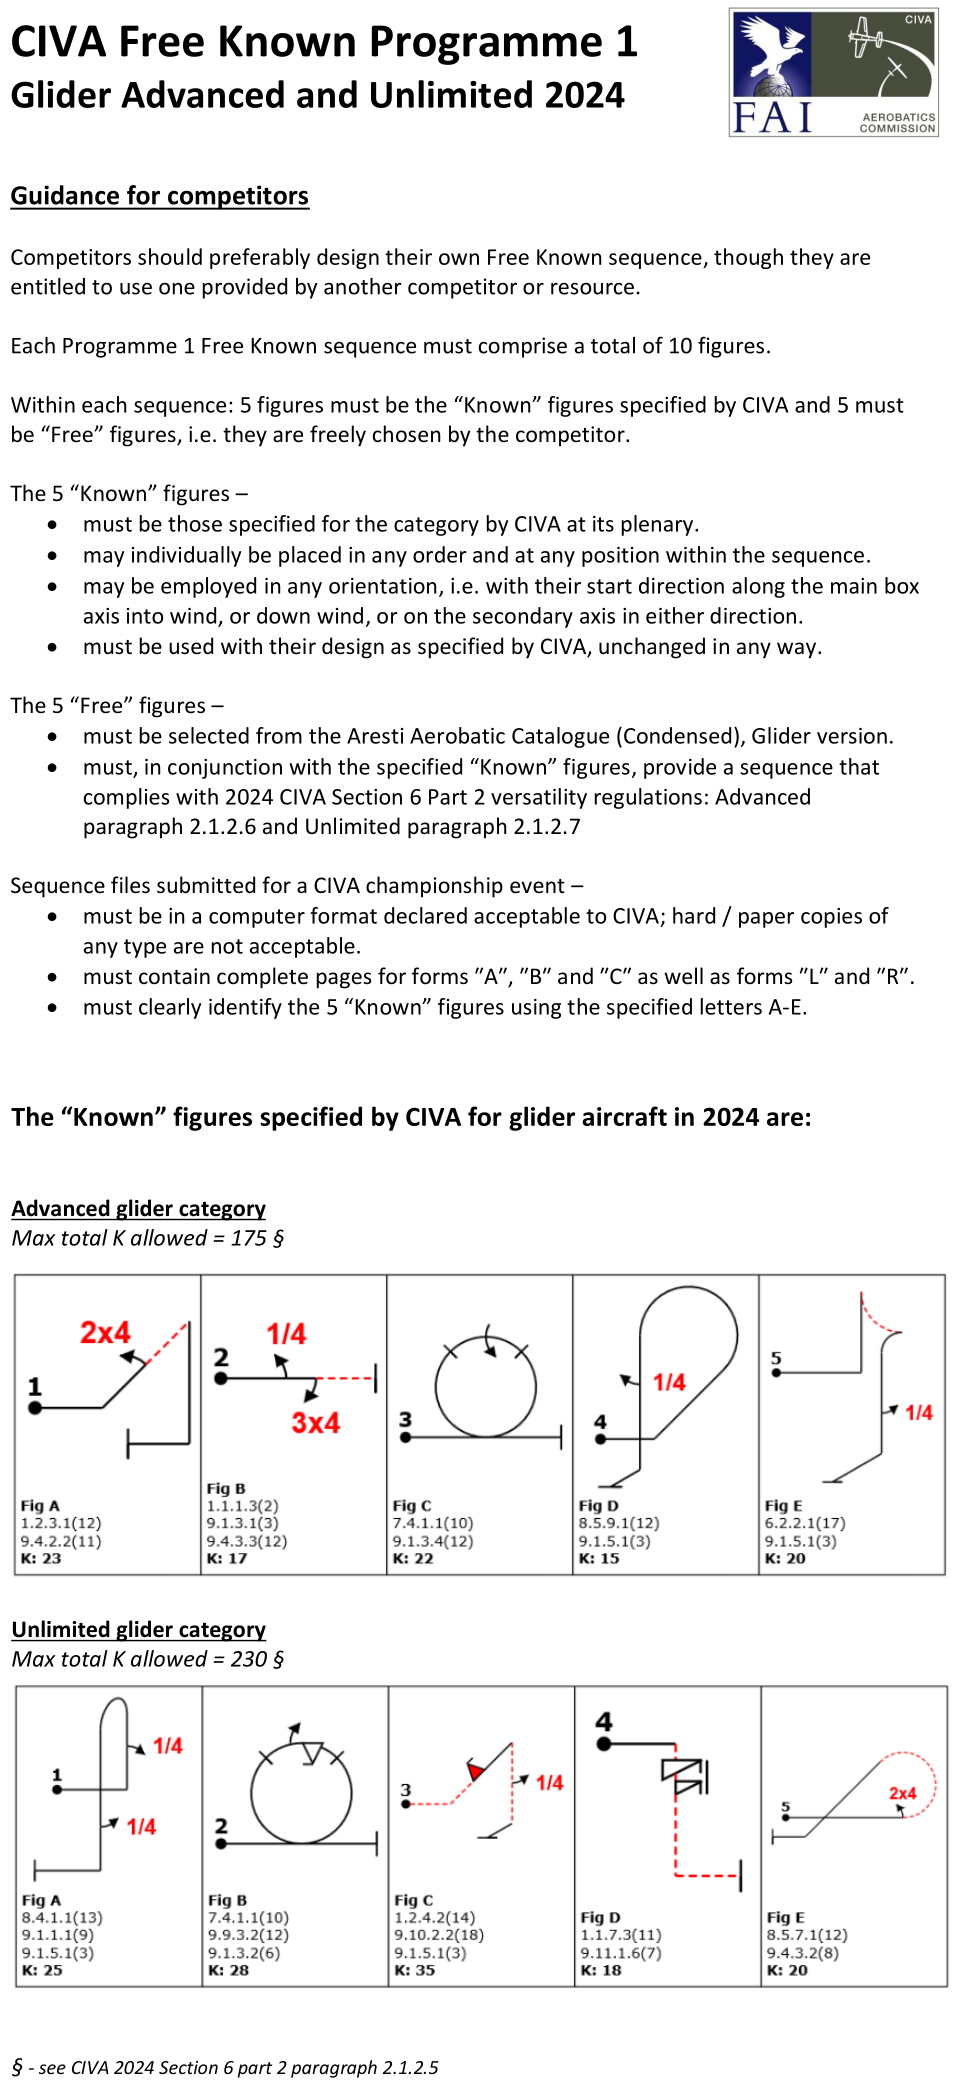 CIVA Free Known Programme 1
Glider Advanced and Unlimited 2024
CIVA
FAI
AEROBATICS
COMMISSION
Guidance for competitors
Competitors should preferably design their own Free Known sequence, though they are
entitled to use one provided by another competitor or resource.
Each Programme 1 Free Known sequence must comprise a total of 10 figures.
Within each sequence: 5 figures must be the “Known” figures specified by CIVA and 5 must
be “Free” figures, i.e. they are freely chosen by the competitor.
The 5 “Known” figures –
• must be those specified for the category by CIVA at its plenary.
• may individually be placed in any order and at any position within the sequence.
• may be employed in any orientation, i.e. with their start direction along the main box
axis into wind, or down wind, or on the secondary axis in either direction.
• must be used with their design as specified by CIVA, unchanged in any way.
The 5 “Free” figures –
• must be selected from the Aresti Aerobatic Catalogue (Condensed), Glider version.
• must, in conjunction with the specified “Known” figures, provide a sequence that
complies with 2024 CIVA Section 6 Part 2 versatility regulations: Advanced
paragraph 2.1.2.6 and Unlimited paragraph 2.1.2.7
Sequence files submitted for a CIVA championship event –
• must be in a computer format declared acceptable to CIVA; hard / paper copies of
any type are not acceptable.
• must contain complete pages for forms ”A”, ”B” and ”C” as well as forms ”L” and ”R”.
• must clearly identify the 5 “Known” figures using the specified letters A-E.
The “Known” figures specified by CIVA for glider aircraft in 2024 are:
Advanced glider category
Max total K allowed = 175 §
2x4
1
Fig A
1.2.3.1(12)
9.4.2.2(11)
K: 23
1/4
2
3x4
Fig B
1.1.1.3(2)
9.1.3.1(3)
9.4.3.3(12)
K: 17
3
Fig C
7.4.1.1(10)
9.1.3.4(12)
K: 22
1/4
4
Fig D
8.5.9.1(12)
9.1.5.1(3)
K: 15
5
1/4
Fig E
6.2.2.1(17)
9.1.5.1(3)
K: 20
Unlimited glider category
Max total K allowed = 230 §
1/4
1
1/4
Fig A
8.4.1.1(13)
9.1.1.1(9)
9.1.5.1(3)
K: 25
2
Fig B
7.4.1.1(10)
9.9.3.2(12)
9.1.3.2(6)
K: 28
3
1/4
Fig C
1.2.4.2(14)
9.10.2.2(18)
9.1.5.1(3)
K: 35
4
Fig D
1.1.7.3(11)
9.11.1.6(7)
K: 18
2x4
5
Fig E
8.5.7.1(12)
9.4.3.2(8)
K: 20
§ - see CIVA 2024 Section 6 part 2 paragraph 2.1.2.5